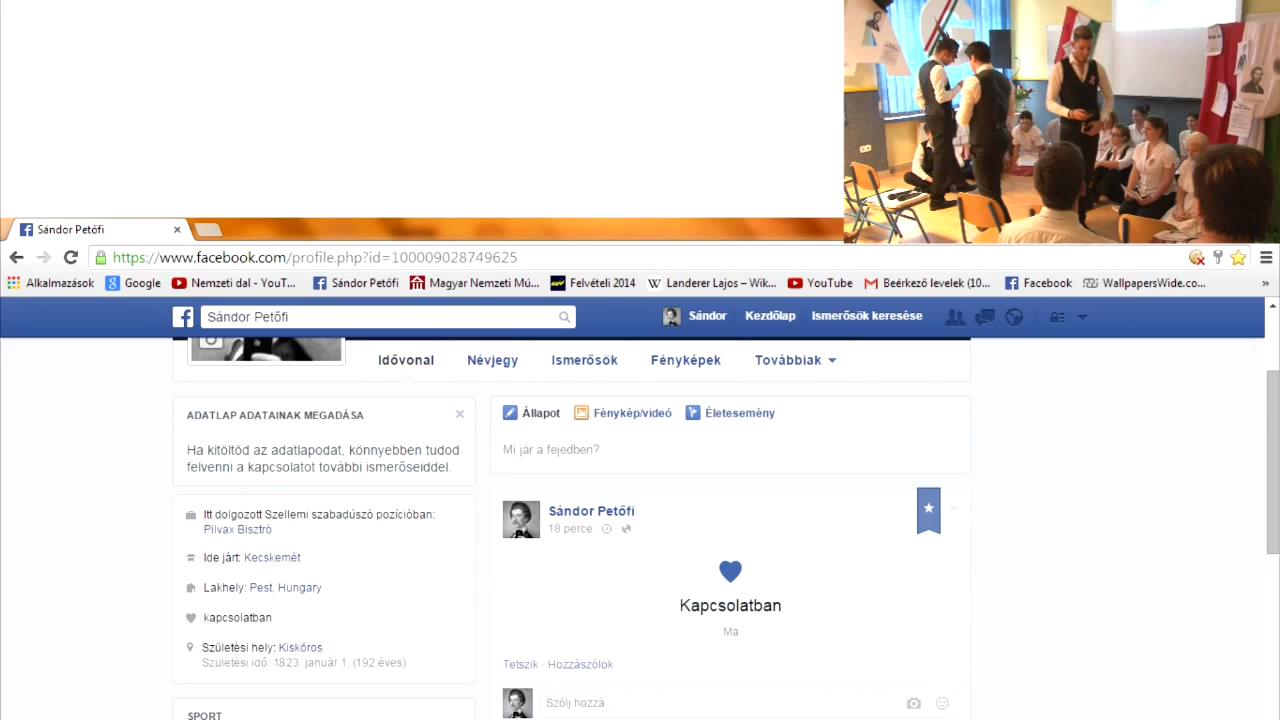 Sándor Petőfi
https://www.facebook.com/profile.php?id=100009028749625
Alkalmazások Google Nemzeti dal - YouT... Sándor Petőfi Magyar Nemzeti Mú... Felvételi 2014 Landerer Lajos – Wik... YouTube Beérkező levelek (10... Facebook WallpapersWide.co... »
Sándor Petőfi Sándor Kezdőlap Ismerősök keresése
Idővonal Névjegy Ismerősök Fényképek Továbbiak
ADATLAP ADATAINAK MEGADÁSA
Ha kitöltöd az adatlapodat, könnyebben tudod
felvenni a kapcsolatot további ismerőseiddel.
Itt dolgozott Szellemi szabadúszó pozícióban:
Pilvax Bisztró
Ide járt: Kecskemét
Lakhely: Pest, Hungary
kapcsolatban
Születési hely: Kiskőrös
Születési idő: 1823. január 1. (192 éves)
SPORT
Állapot Fénykép/videó Életesemény
Mi jár a fejedben?
Sándor Petőfi
18 perce
Kapcsolatban
Ma
Tetszik · Hozzászólok
Szólj hozzá...